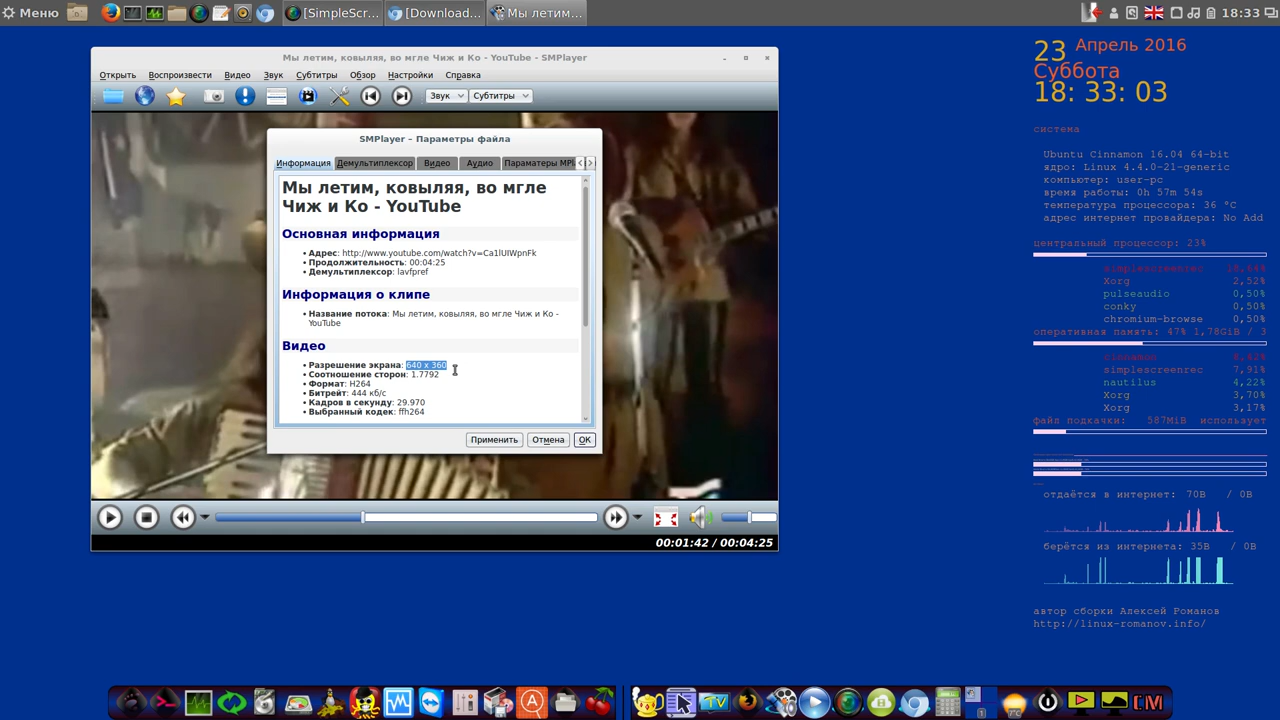 Меню
[SimpleScr...
[Download...
Мы летим...
18:33
Мы летим, ковыляя, во мгле Чиж и Ко - YouTube - SMPlayer
Открыть Воспроизвести Видео Звук Субтитры Обзор Настройки Справка
Звук
Субтитры
SMPlayer – Параметры файла
Информация Демультиплексор Видео Аудио Параматеры MPl
Мы летим, ковыляя, во мгле
Чиж и Ко - YouTube
Основная информация
• Адрес: http://www.youtube.com/watch?v=Ca1lUIWpnFk
• Продолжительность: 00:04:25
• Демультиплексор: lavfpref
Информация о клипе
• Название потока: Мы летим, ковыляя, во мгле Чиж и Ко -
YouTube
Видео
• Разрешение экрана: 640 x 360
• Соотношение сторон: 1.7792
• Формат: H264
• Битрейт: 444 кб/с
• Кадров в секунду: 29.970
• Выбранный кодек: ffh264
Применить
Отмена
OK
00:01:42 / 00:04:25
23 Апрель 2016
Суббота
18: 33: 03
система
Ubuntu Cinnamon 16.04 64-bit
ядро: Linux 4.4.0-21-generic
компьютер: user-pc
время работы: 0h 57m 54s
температура процессора: 36 °C
адрес интернет провайдера: No Add
центральный процессор: 23%
simplescreenrec 18,64%
Xorg 2,52%
pulseaudio 0,50%
conky 0,50%
chromium-browse 0,50%
оперативная память: 47% 1,78GiB / 3
cinnamon 8,42%
simplescreenrec 7,91%
nautilus 4,22%
Xorg 3,70%
Xorg 3,17%
файл подкачки: 587MiB использует
отдаётся в интернет: 70B / 0B
берётся из интернета: 35B / 0B
автор сборки Алексей Романов
http://linux-romanov.info/
TV